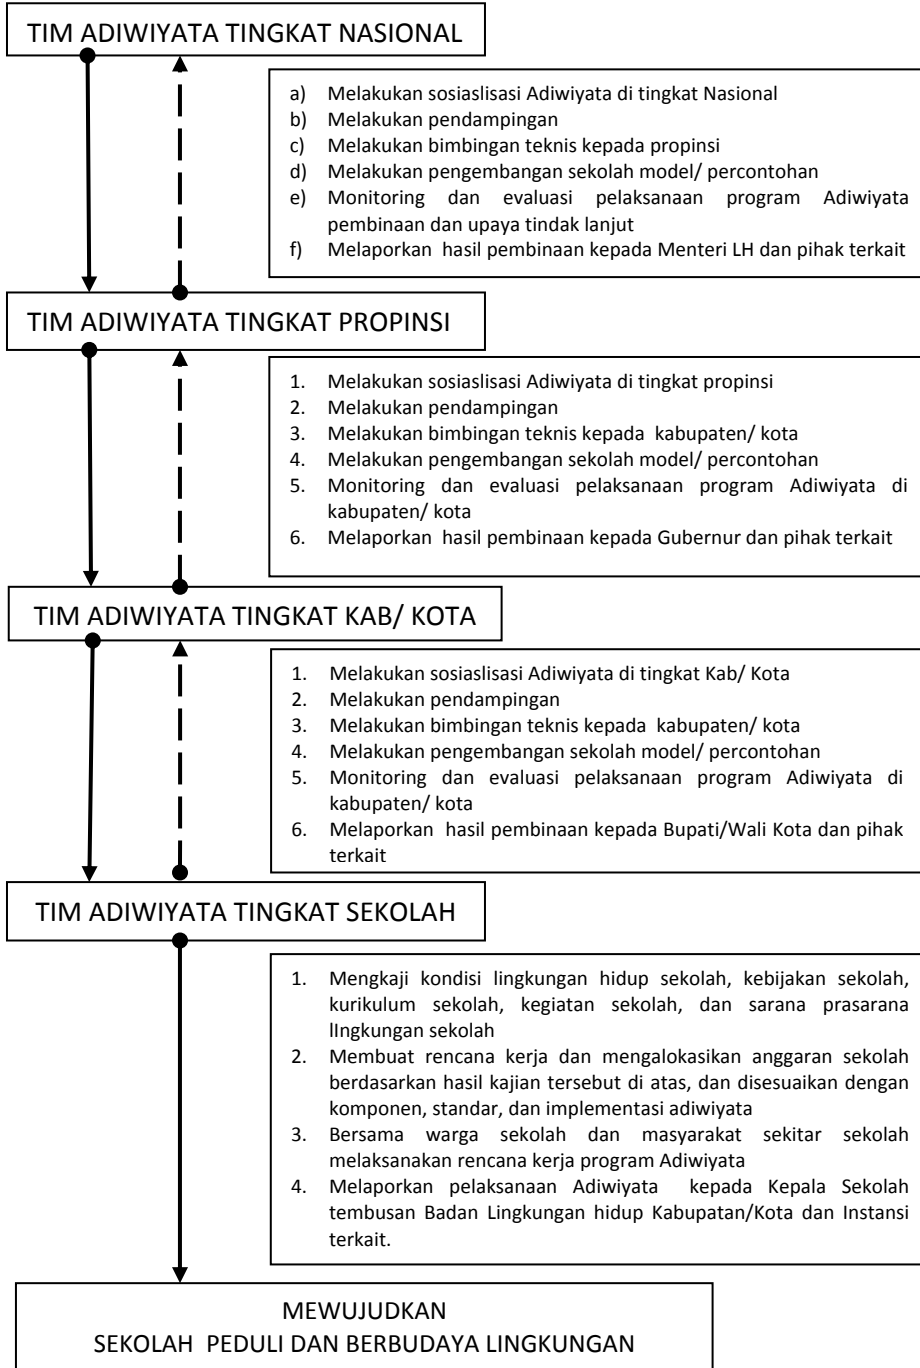 TIM ADIWIYATA TINGKAT NASIONAL
a) Melakukan sosiaslisasi Adiwiyata di tingkat Nasional
b) Melakukan pendampingan
c) Melakukan bimbingan teknis kepada propinsi
d) Melakukan pengembangan sekolah model/ percontohan
e) Monitoring dan evaluasi pelaksanaan program Adiwiyata
pembinaan dan upaya tindak lanjut
f) Melaporkan hasil pembinaan kepada Menteri LH dan pihak terkait
TIM ADIWIYATA TINGKAT PROPINSI
1. Melakukan sosiaslisasi Adiwiyata di tingkat propinsi
2. Melakukan pendampingan
3. Melakukan bimbingan teknis kepada kabupaten/ kota
4. Melakukan pengembangan sekolah model/ percontohan
5. Monitoring dan evaluasi pelaksanaan program Adiwiyata di
kabupaten/ kota
6. Melaporkan hasil pembinaan kepada Gubernur dan pihak terkait
TIM ADIWIYATA TINGKAT KAB/ KOTA
1. Melakukan sosiaslisasi Adiwiyata di tingkat Kab/ Kota
2. Melakukan pendampingan
3. Melakukan bimbingan teknis kepada kabupaten/ kota
4. Melakukan pengembangan sekolah model/ percontohan
5. Monitoring dan evaluasi pelaksanaan program Adiwiyata di
kabupaten/ kota
6. Melaporkan hasil pembinaan kepada Bupati/Wali Kota dan pihak
terkait
TIM ADIWIYATA TINGKAT SEKOLAH
1. Mengkaji kondisi lingkungan hidup sekolah, kebijakan sekolah,
kurikulum sekolah, kegiatan sekolah, dan sarana prasarana
lIngkungan sekolah
2. Membuat rencana kerja dan mengalokasikan anggaran sekolah
berdasarkan hasil kajian tersebut di atas, dan disesuaikan dengan
komponen, standar, dan implementasi adiwiyata
3. Bersama warga sekolah dan masyarakat sekitar sekolah
melaksanakan rencana kerja program Adiwiyata
4. Melaporkan pelaksanaan Adiwiyata kepada Kepala Sekolah
tembusan Badan Lingkungan hidup Kabupatan/Kota dan Instansi
terkait.
MEWUJUDKAN
SEKOLAH PEDULI DAN BERBUDAYA LINGKUNGAN